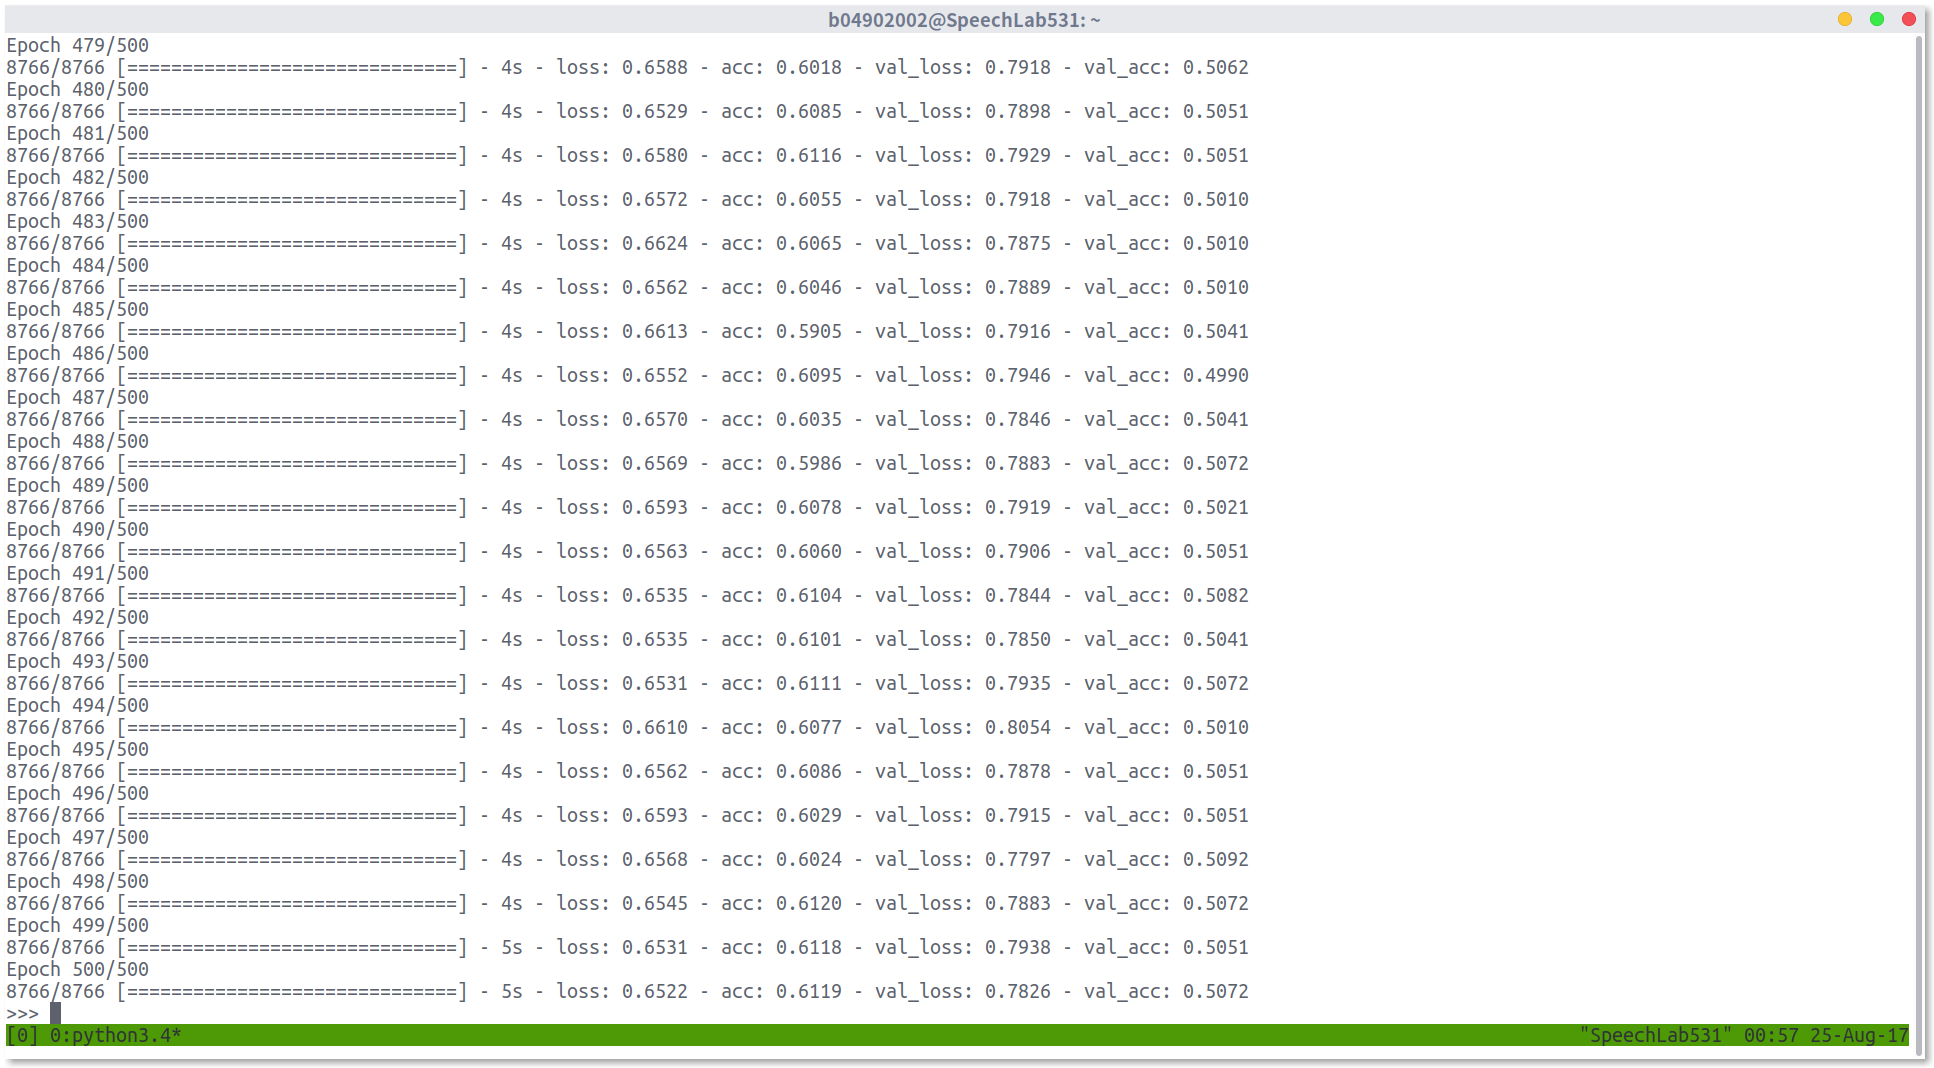 b04902002@SpeechLab531: ~
Epoch 479/500
8766/8766 [==============================] - 4s - loss: 0.6588 - acc: 0.6018 - val_loss: 0.7918 - val_acc: 0.5062
Epoch 480/500
8766/8766 [==============================] - 4s - loss: 0.6529 - acc: 0.6085 - val_loss: 0.7898 - val_acc: 0.5051
Epoch 481/500
8766/8766 [==============================] - 4s - loss: 0.6580 - acc: 0.6116 - val_loss: 0.7929 - val_acc: 0.5051
Epoch 482/500
8766/8766 [==============================] - 4s - loss: 0.6572 - acc: 0.6055 - val_loss: 0.7918 - val_acc: 0.5010
Epoch 483/500
8766/8766 [==============================] - 4s - loss: 0.6624 - acc: 0.6065 - val_loss: 0.7875 - val_acc: 0.5010
Epoch 484/500
8766/8766 [==============================] - 4s - loss: 0.6562 - acc: 0.6046 - val_loss: 0.7889 - val_acc: 0.5010
Epoch 485/500
8766/8766 [==============================] - 4s - loss: 0.6613 - acc: 0.5905 - val_loss: 0.7916 - val_acc: 0.5041
Epoch 486/500
8766/8766 [==============================] - 4s - loss: 0.6552 - acc: 0.6095 - val_loss: 0.7946 - val_acc: 0.4990
Epoch 487/500
8766/8766 [==============================] - 4s - loss: 0.6570 - acc: 0.6035 - val_loss: 0.7846 - val_acc: 0.5041
Epoch 488/500
8766/8766 [==============================] - 4s - loss: 0.6569 - acc: 0.5986 - val_loss: 0.7883 - val_acc: 0.5072
Epoch 489/500
8766/8766 [==============================] - 4s - loss: 0.6593 - acc: 0.6078 - val_loss: 0.7919 - val_acc: 0.5021
Epoch 490/500
8766/8766 [==============================] - 4s - loss: 0.6563 - acc: 0.6060 - val_loss: 0.7906 - val_acc: 0.5051
Epoch 491/500
8766/8766 [==============================] - 4s - loss: 0.6535 - acc: 0.6104 - val_loss: 0.7844 - val_acc: 0.5082
Epoch 492/500
8766/8766 [==============================] - 4s - loss: 0.6535 - acc: 0.6101 - val_loss: 0.7850 - val_acc: 0.5041
Epoch 493/500
8766/8766 [==============================] - 4s - loss: 0.6531 - acc: 0.6111 - val_loss: 0.7935 - val_acc: 0.5072
Epoch 494/500
8766/8766 [==============================] - 4s - loss: 0.6610 - acc: 0.6077 - val_loss: 0.8054 - val_acc: 0.5010
Epoch 495/500
8766/8766 [==============================] - 4s - loss: 0.6562 - acc: 0.6086 - val_loss: 0.7878 - val_acc: 0.5051
Epoch 496/500
8766/8766 [==============================] - 4s - loss: 0.6593 - acc: 0.6029 - val_loss: 0.7915 - val_acc: 0.5051
Epoch 497/500
8766/8766 [==============================] - 4s - loss: 0.6568 - acc: 0.6024 - val_loss: 0.7797 - val_acc: 0.5092
Epoch 498/500
8766/8766 [==============================] - 4s - loss: 0.6545 - acc: 0.6120 - val_loss: 0.7883 - val_acc: 0.5072
Epoch 499/500
8766/8766 [==============================] - 5s - loss: 0.6531 - acc: 0.6118 - val_loss: 0.7938 - val_acc: 0.5051
Epoch 500/500
8766/8766 [==============================] - 5s - loss: 0.6522 - acc: 0.6119 - val_loss: 0.7826 - val_acc: 0.5072
>>>
[0] 0:python3.4* "SpeechLab531" 00:57 25-Aug-17